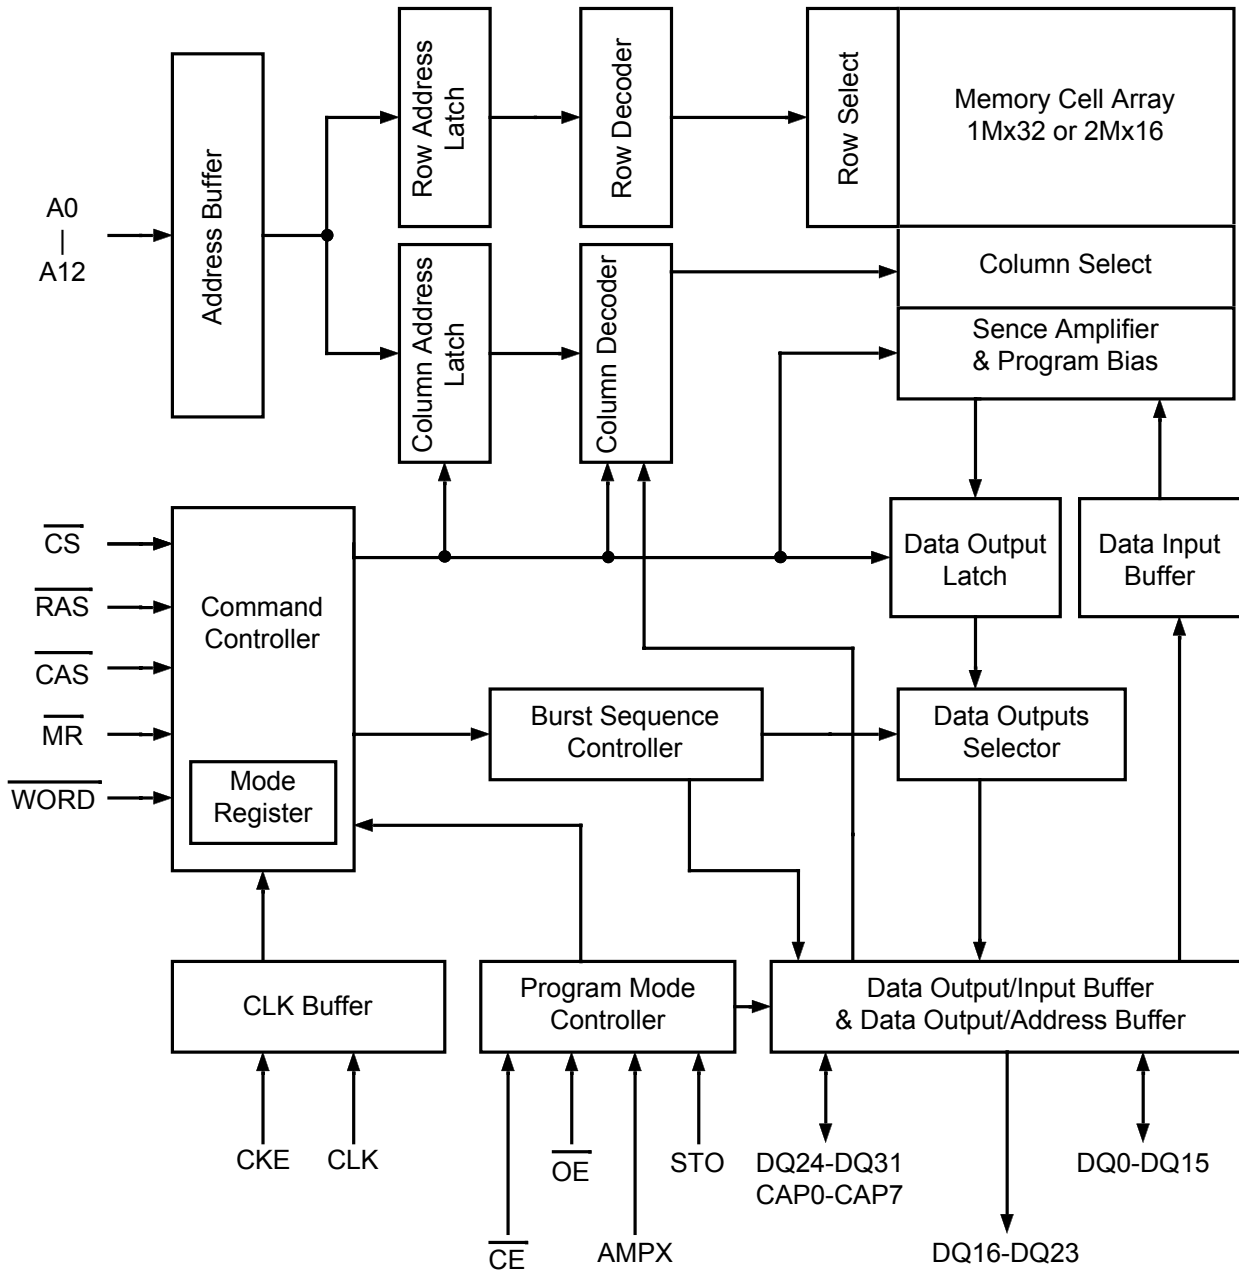 Row Address
Latch
Row Decoder
Row Select
Memory Cell Array
1Mx32 or 2Mx16
A0
|
A12
Address Buffer
Column Address
Latch
Column Decoder
Column Select
Sence Amplifier
& Program Bias
CS
RAS
CAS
MR
WORD
Command
Controller
Mode
Register
Data Output
Latch
Data Input
Buffer
Burst Sequence
Controller
Data Outputs
Selector
CLK Buffer
Program Mode
Controller
Data Output/Input Buffer
& Data Output/Address Buffer
CKE
CLK
OE
STO
DQ24-DQ31
CAP0-CAP7
DQ0-DQ15
CE
AMPX
DQ16-DQ23